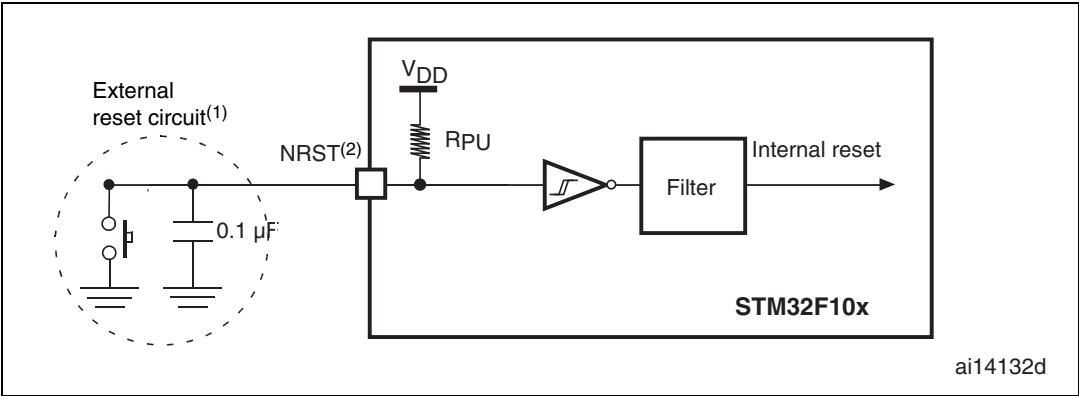 External
reset circuit(1)
VDD
RPU
NRST(2)
Internal reset
Filter
0.1 µF
STM32F10x
ai14132d